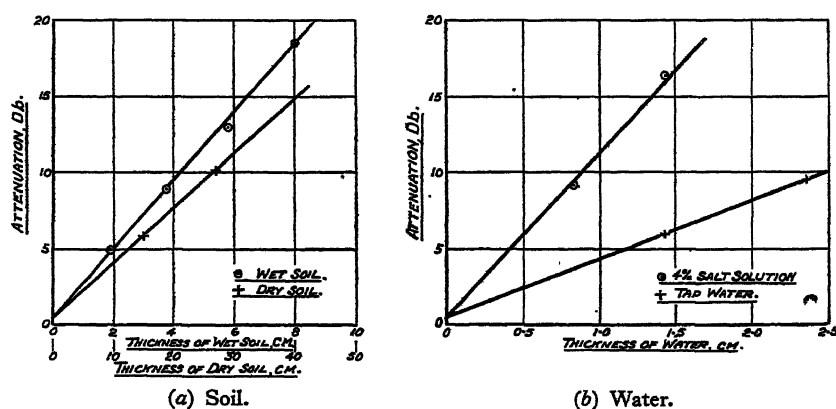 20
15
10
5
0
ATTENUATION, Db.
⊙ WET SOIL.
+ DRY SOIL.
0 2 4 6 8 10
THICKNESS OF WET SOIL, CM.
0 10 20 30 40 50
THICKNESS OF DRY SOIL, CM.
(a) Soil.
20
15
10
5
0
ATTENUATION, Db.
⊙ 4% SALT SOLUTION
+ TAP WATER.
0 0·5 1·0 1·5 2·0 2·5
THICKNESS OF WATER, CM.
(b) Water.